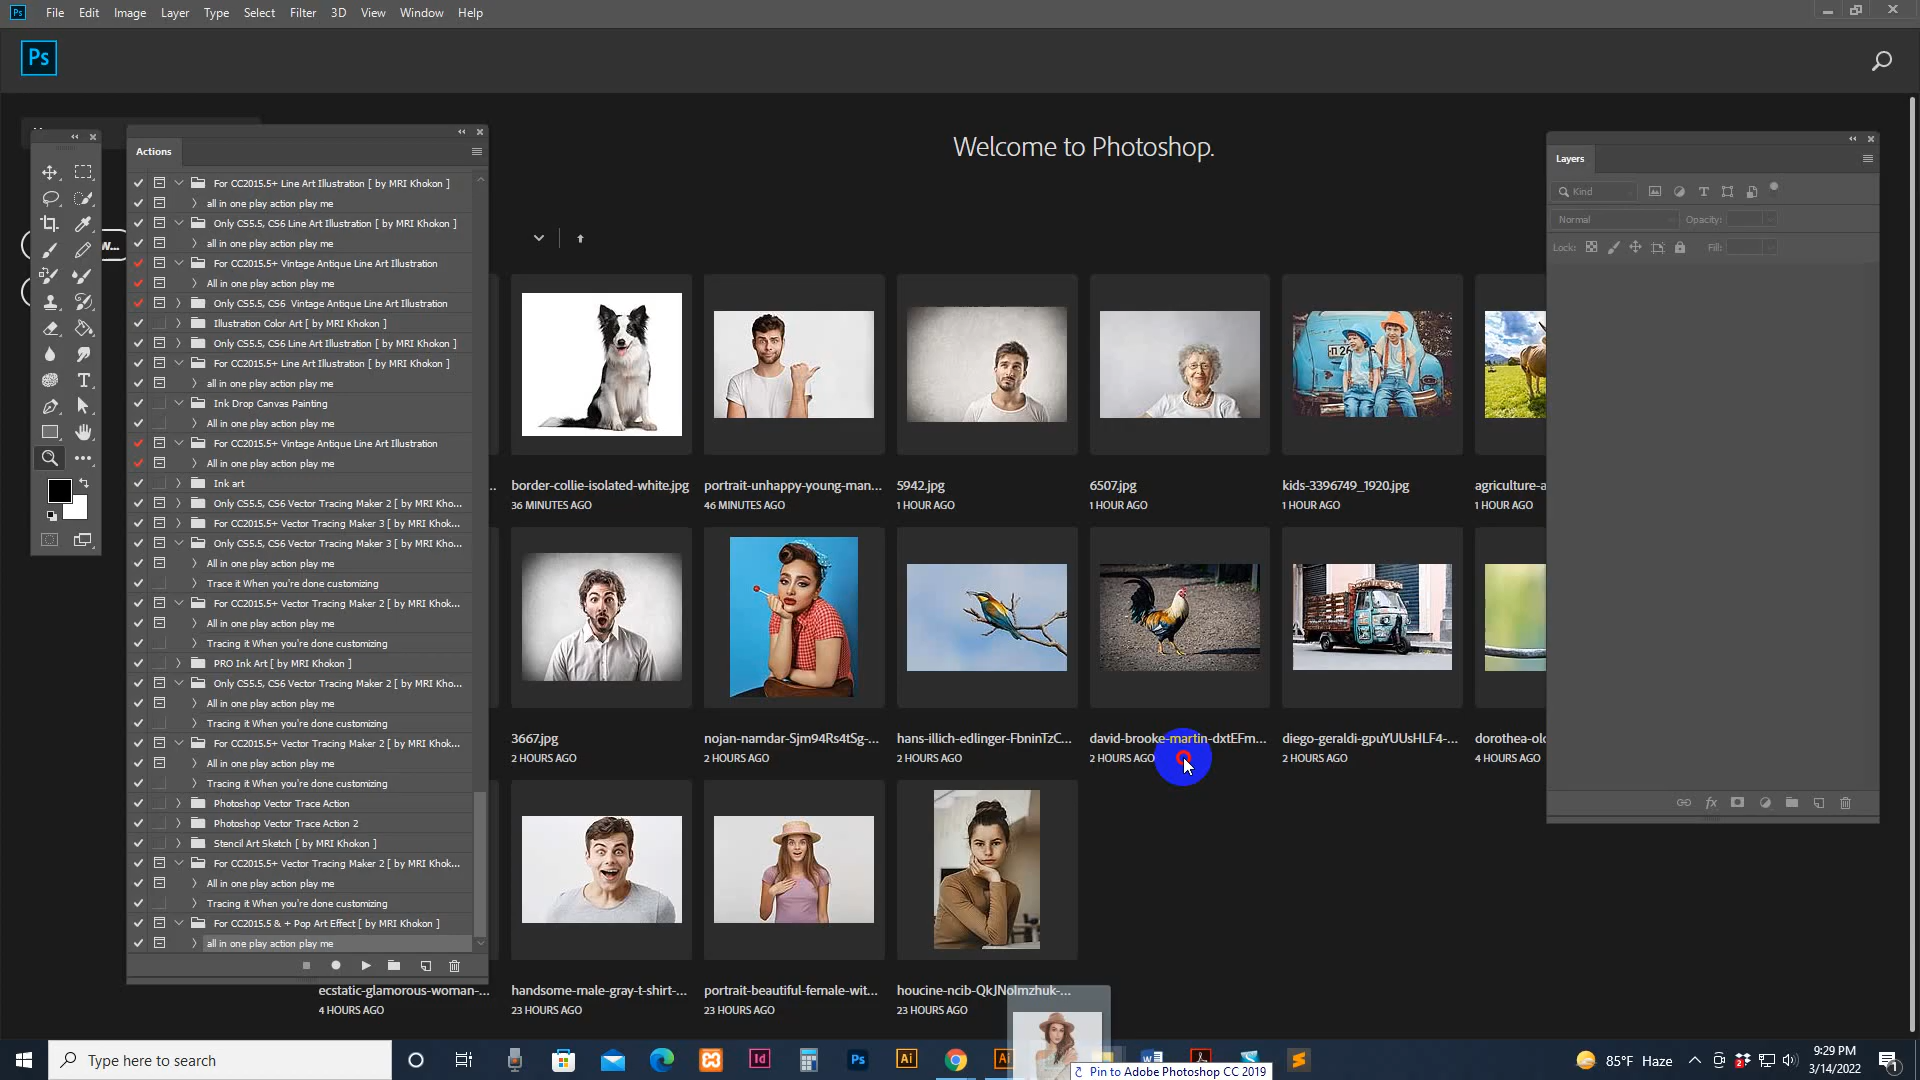 Ps
File Edit Image Layer Type Select Filter 3D View Window Help
Ps
Welcome to Photoshop.
Actions
For CC2015.5+ Line Art Illustration [ by MRI Khokon ]
all in one play action play me
Only CS5.5, CS6 Line Art Illustration [ by MRI Khokon ]
all in one play action play me
For CC2015.5+ Vintage Antique Line Art Illustration
All in one play action play me
Only CS5.5, CS6 Vintage Antique Line Art Illustration
Illustration Color Art [ by MRI Khokon ]
Only CS5.5, CS6 Line Art Illustration [ by MRI Khokon ]
For CC2015.5+ Line Art Illustration [ by MRI Khokon ]
all in one play action play me
Ink Drop Canvas Painting
All in one play action play me
For CC2015.5+ Vintage Antique Line Art Illustration
All in one play action play me
Ink art
Only CS5.5, CS6 Vector Tracing Maker 2 [ by MRI Kho...
For CC2015.5+ Vector Tracing Maker 3 [ by MRI Khok...
Only CS5.5, CS6 Vector Tracing Maker 3 [ by MRI Kho...
All in one play action play me
Trace it When you're done customizing
For CC2015.5+ Vector Tracing Maker 2 [ by MRI Khok...
All in one play action play me
Tracing it When you're done customizing
PRO Ink Art [ by MRI Khokon ]
Only CS5.5, CS6 Vector Tracing Maker 2 [ by MRI Kho...
All in one play action play me
Tracing it When you're done customizing
For CC2015.5+ Vector Tracing Maker 2 [ by MRI Khok...
All in one play action play me
Tracing it When you're done customizing
Photoshop Vector Trace Action
Photoshop Vector Trace Action 2
Stencil Art Sketch [ by MRI Khokon ]
For CC2015.5+ Vector Tracing Maker 2 [ by MRI Khok...
All in one play action play me
Tracing it When you're done customizing
For CC2015.5 & + Pop Art Effect [ by MRI Khokon ]
all in one play action play me
border-collie-isolated-white.jpg
36 MINUTES AGO
portrait-unhappy-young-man...
46 MINUTES AGO
5942.jpg
1 HOUR AGO
6507.jpg
1 HOUR AGO
kids-3396749_1920.jpg
1 HOUR AGO
agriculture-a
1 HOUR AGO
3667.jpg
2 HOURS AGO
nojan-namdar-Sjm94Rs4tSg-...
2 HOURS AGO
hans-illich-edlinger-FbninTzC...
2 HOURS AGO
david-brooke-martin-dxtEFm...
2 HOURS AGO
diego-geraldi-gpuYUUsHLF4-...
2 HOURS AGO
dorothea-old
4 HOURS AGO
ecstatic-glamorous-woman-...
4 HOURS AGO
handsome-male-gray-t-shirt-...
23 HOURS AGO
portrait-beautiful-female-wit...
23 HOURS AGO
houcine-ncib-QkJNolmzhuk-...
23 HOURS AGO
Layers
Kind
Normal Opacity:
Lock: Fill:
Type here to search
Id
Ps
Ai
Ai
Pin to Adobe Photoshop CC 2019
85°F Haze
9:29 PM
3/14/2022